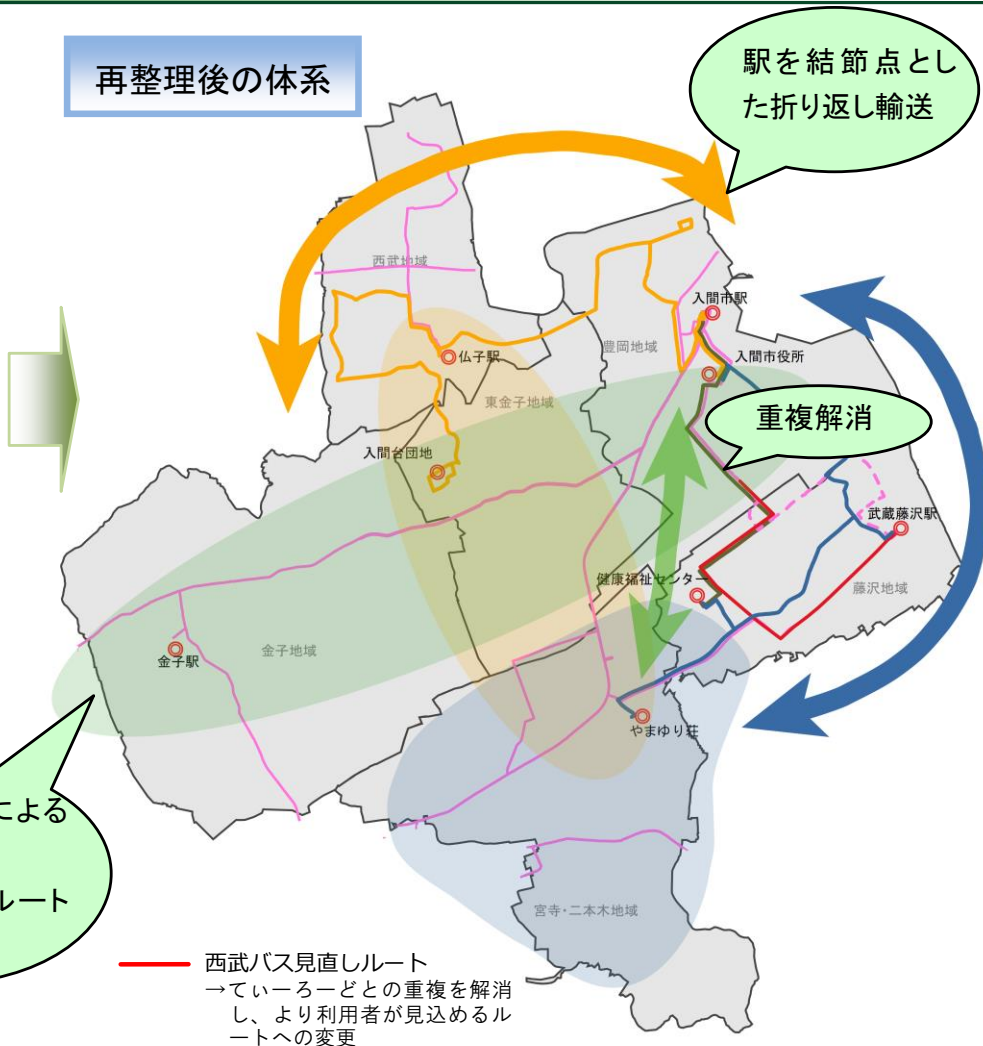 再整理後の体系
駅を結節点とし
た折り返し輸送
西武地域
入間市駅
豊岡地域
仏子駅
入間市役所
東金子地域
重複解消
入間台団地
武蔵藤沢駅
健康福祉センター
藤沢地域
金子駅
金子地域
やまゆり荘
による
ルート
宮寺・二本木地域
西武バス見直しルート
→てぃーろーどとの重複を解消
し、より利用者が見込めるル
ートへの変更